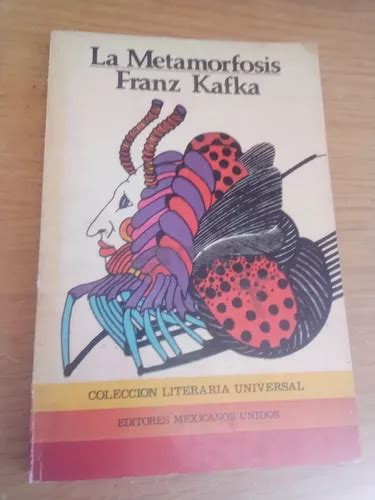 La Metamorfosis
Franz Kafka
COLECCION LITERARIA UNIVERSAL
EDITORES MEXICANOS UNIDOS